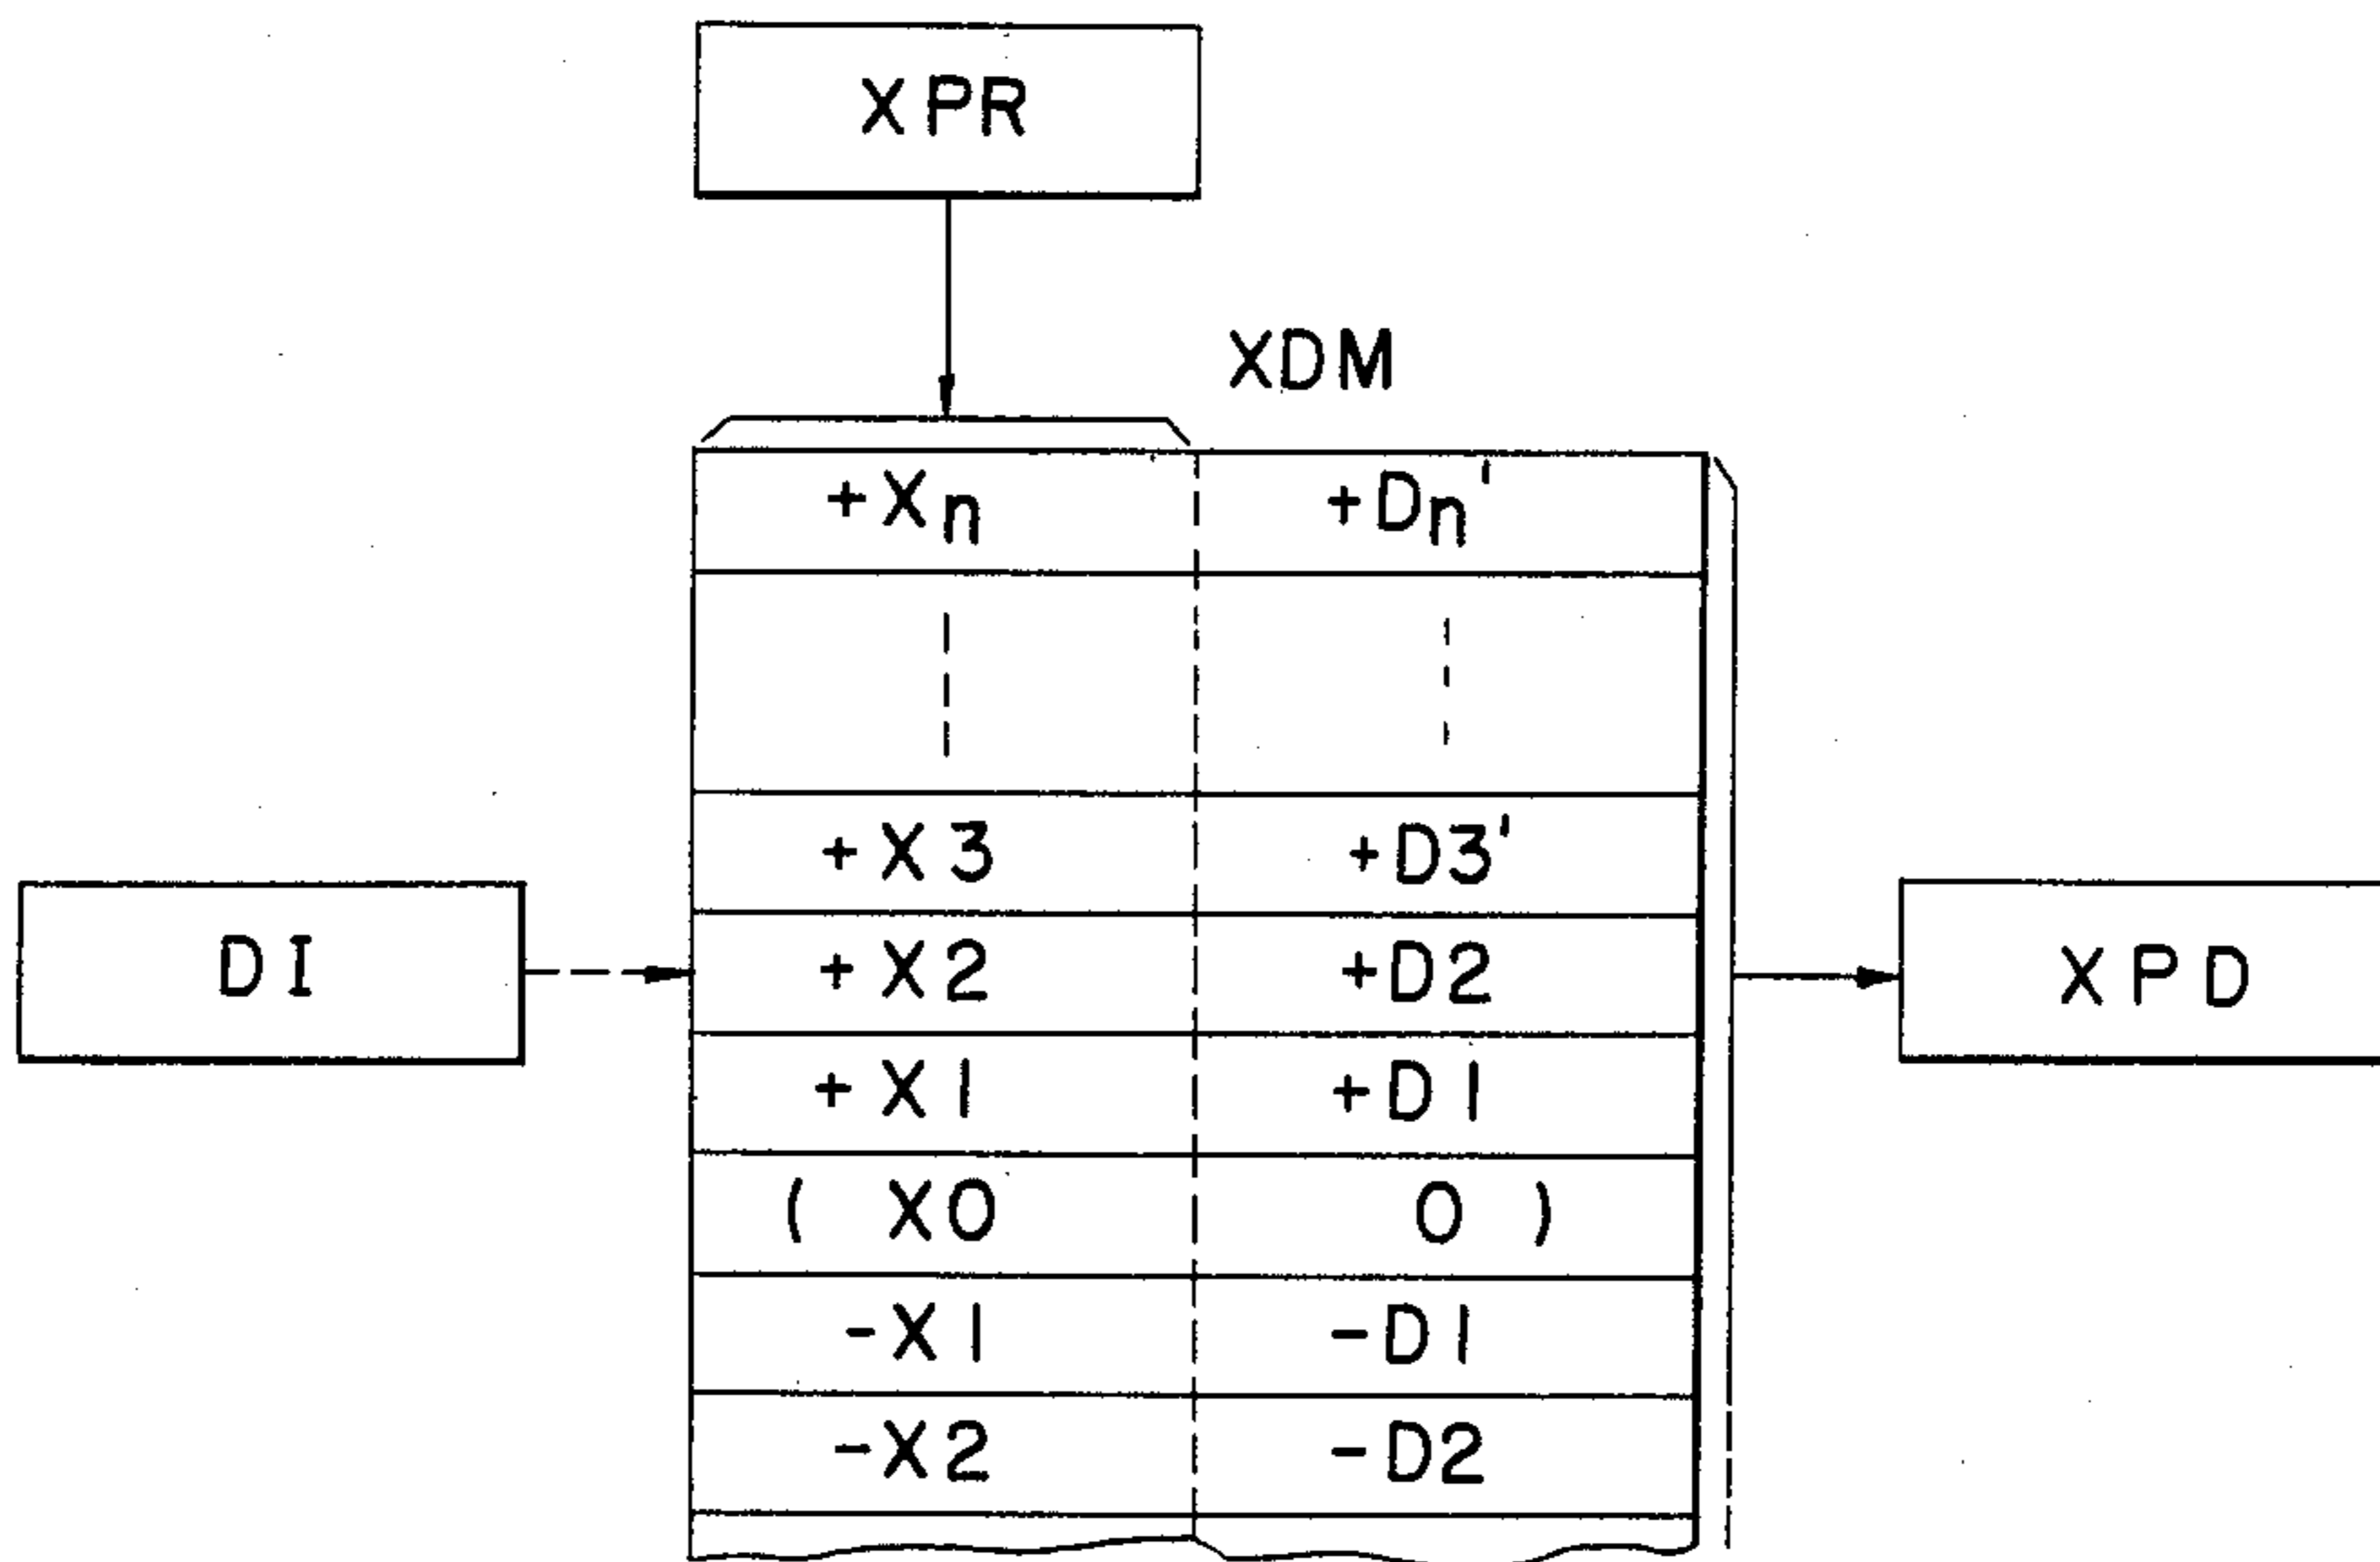 XPR
XDM
+Xn +Dn'
+X3 +D3'
DI
+X2 +D2
XPD
+X1 +D1
( X0 0 )
-X1 -D1
-X2 -D2